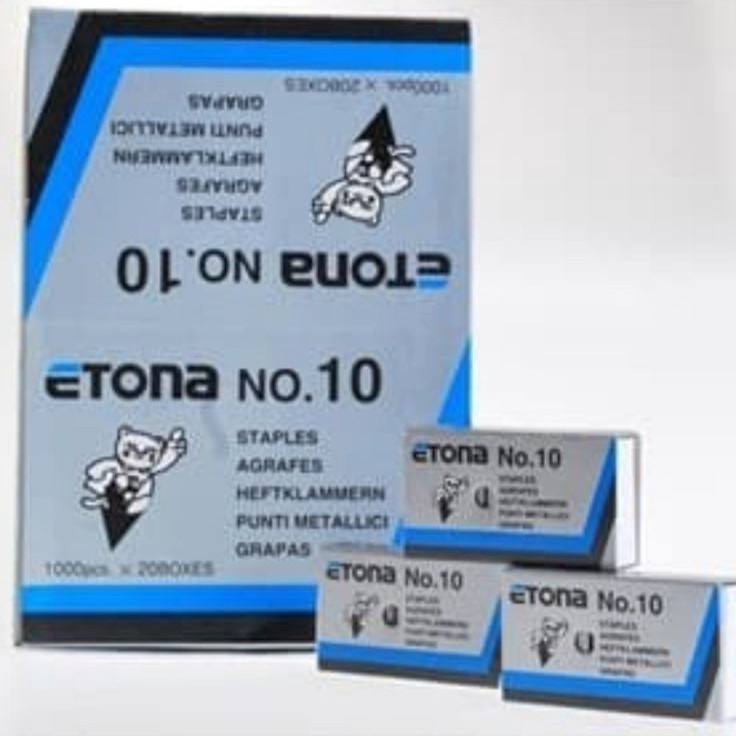 1000pcs. × 20BOXES
GRAPAS
PUNTI METALLICI
HEFTKLAMMERN
AGRAFES
STAPLES
ETONA NO.10
ETONA NO.10
STAPLES
AGRAFES
HEFTKLAMMERN
PUNTI METALLICI
GRAPAS
1000pcs. × 20BOXES
ETONA No.10
STAPLES
AGRAFES
HEFTKLAMMERN
PUNTI METALLICI
GRAPAS
ETONA No.10
STAPLES
AGRAFES
HEFTKLAMMERN
PUNTI METALLICI
GRAPAS
ETONA No.10
STAPLES
AGRAFES
HEFTKLAMMERN
PUNTI METALLICI
GRAPAS